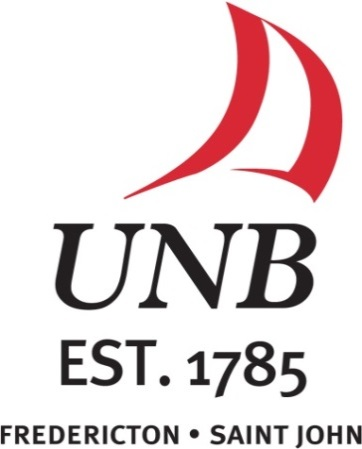 UNB
EST. 1785
FREDERICTON • SAINT JOHN